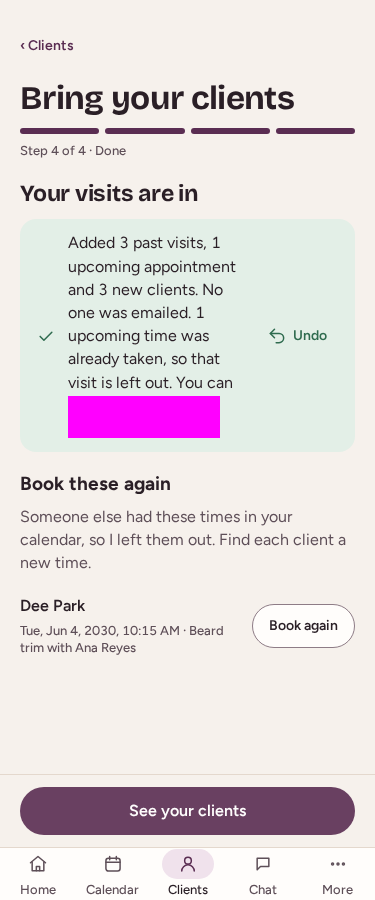 ‹ Clients
Bring your clients
Step 4 of 4 · Done
Your visits are in
Added 3 past visits, 1
upcoming appointment
and 3 new clients. No
one was emailed. 1
upcoming time was
already taken, so that
visit is left out. You can
Undo
Book these again
Someone else had these times in your
calendar, so I left them out. Find each client a
new time.
Dee Park
Tue, Jun 4, 2030, 10:15 AM · Beard
trim with Ana Reyes
Book again
See your clients
Home
Calendar
Clients
Chat
More